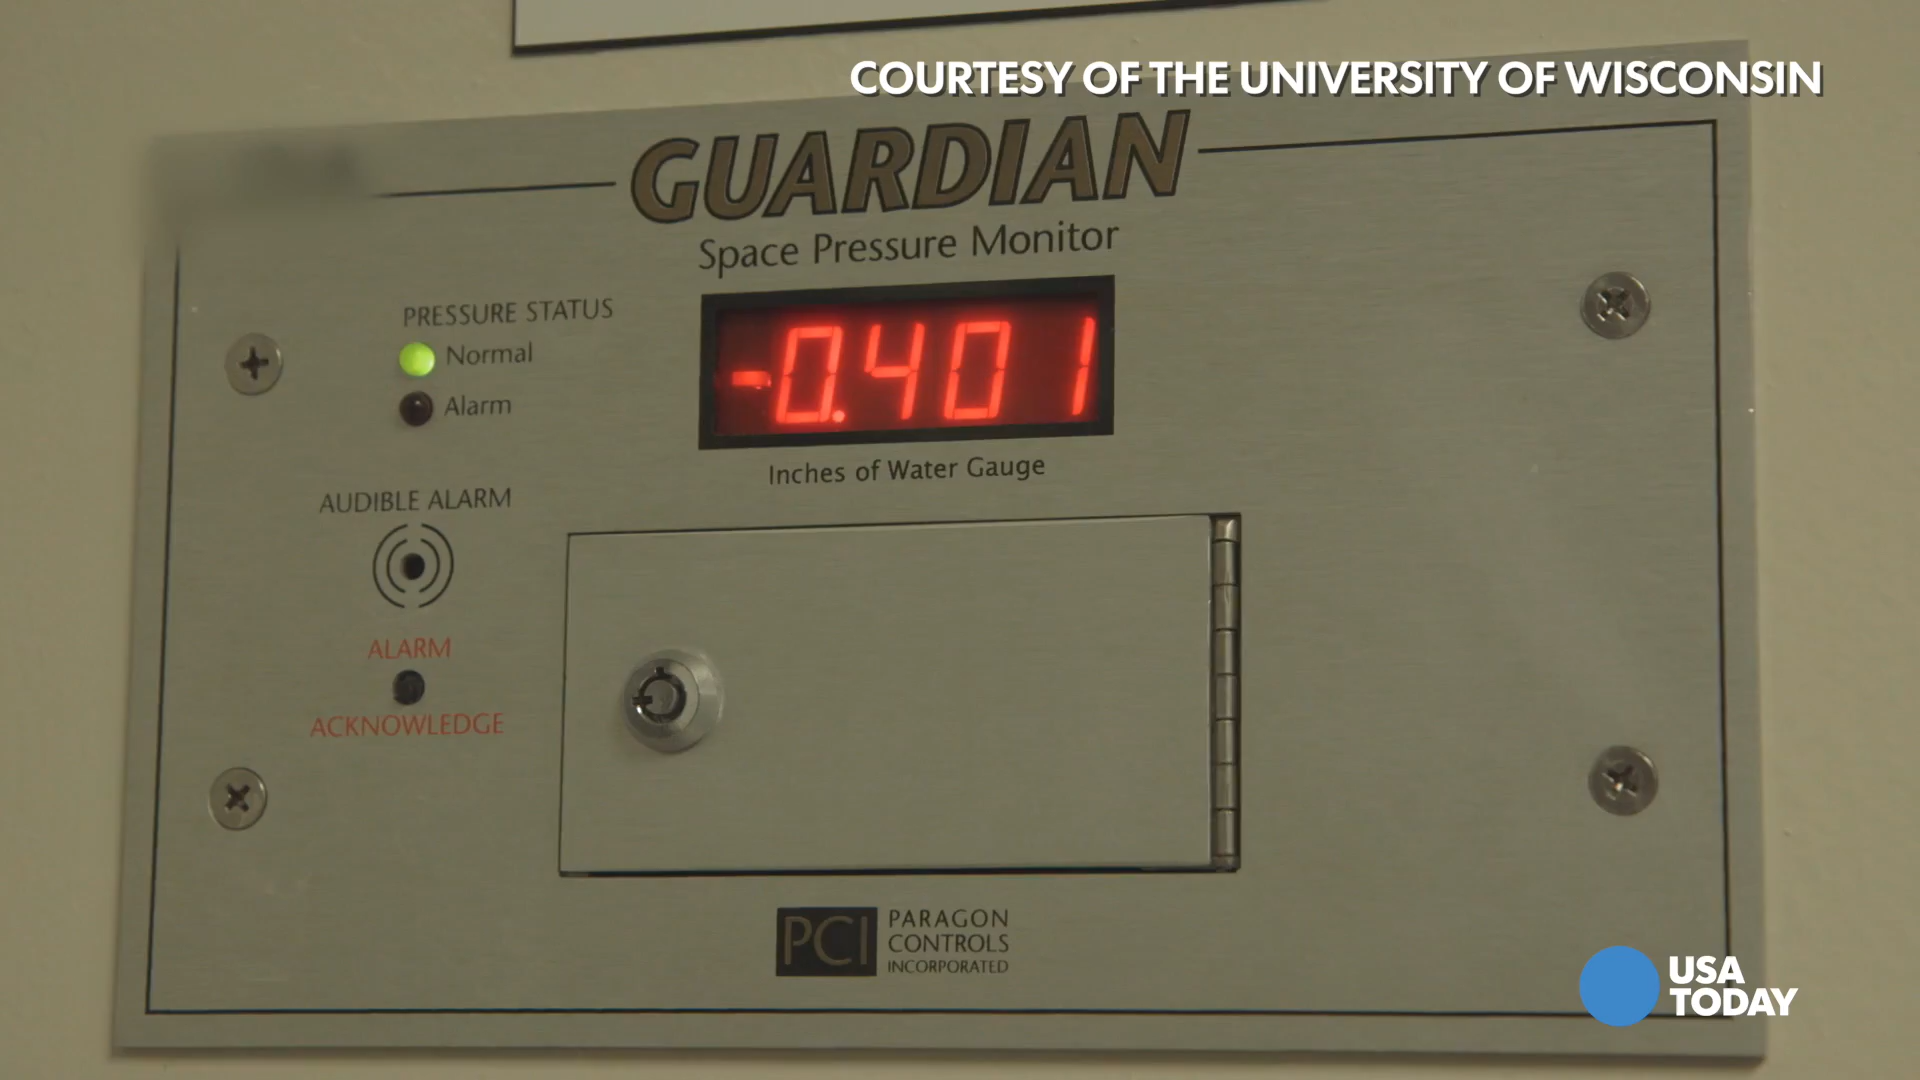 COURTESY OF THE UNIVERSITY OF WISCONSIN
GUARDIAN
Space Pressure Monitor
PRESSURE STATUS
Normal
Alarm
-0.401
Inches of Water Gauge
AUDIBLE ALARM
ALARM
ACKNOWLEDGE
PCI
PARAGON
CONTROLS
INCORPORATED
USA
TODAY